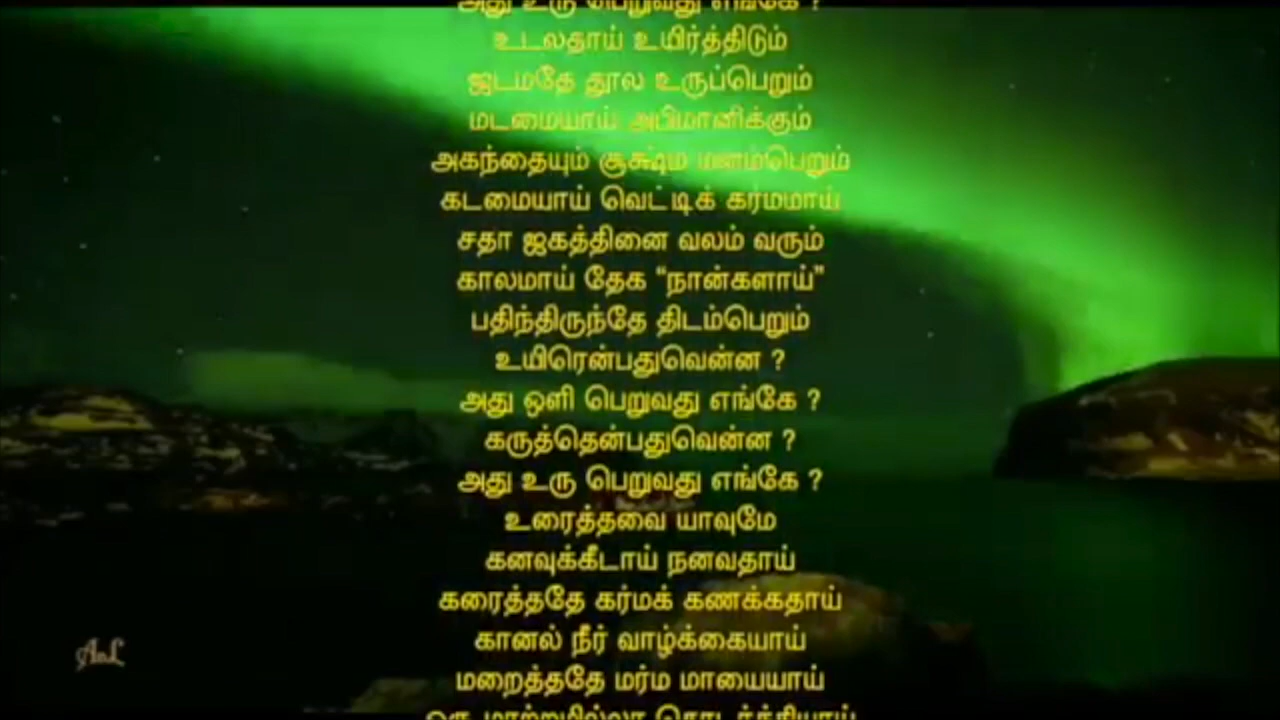 அது உரு பெறுவது எங்கே ?
உடலதாய் உயிர்த்திடும்
ஜடமதே தூல உருப்பெறும்
மடமையாய் அபிமானிக்கும்
அகந்தையும் சூக்ஷ்ம மனம்பெறும்
கடமையாய் வெட்டிக் கர்மமாய்
சதா ஜகத்தினை வலம் வரும்
காலமாய் தேக “நான்களாய்”
பதிந்திருந்தே திடம்பெறும்
உயிரென்பதுவென்ன ?
அது ஒளி பெறுவது எங்கே ?
கருத்தென்பதுவென்ன ?
அது உரு பெறுவது எங்கே ?
உரைத்தவை யாவுமே
கனவுக்கீடாய் நனவதாய்
கரைத்ததே கர்மக் கணக்கதாய்
கானல் நீர் வாழ்க்கையாய்
மறைத்ததே மர்ம மாயையாய்
ஒரு மாற்றமில்லா தொடர்ச்சியாய்